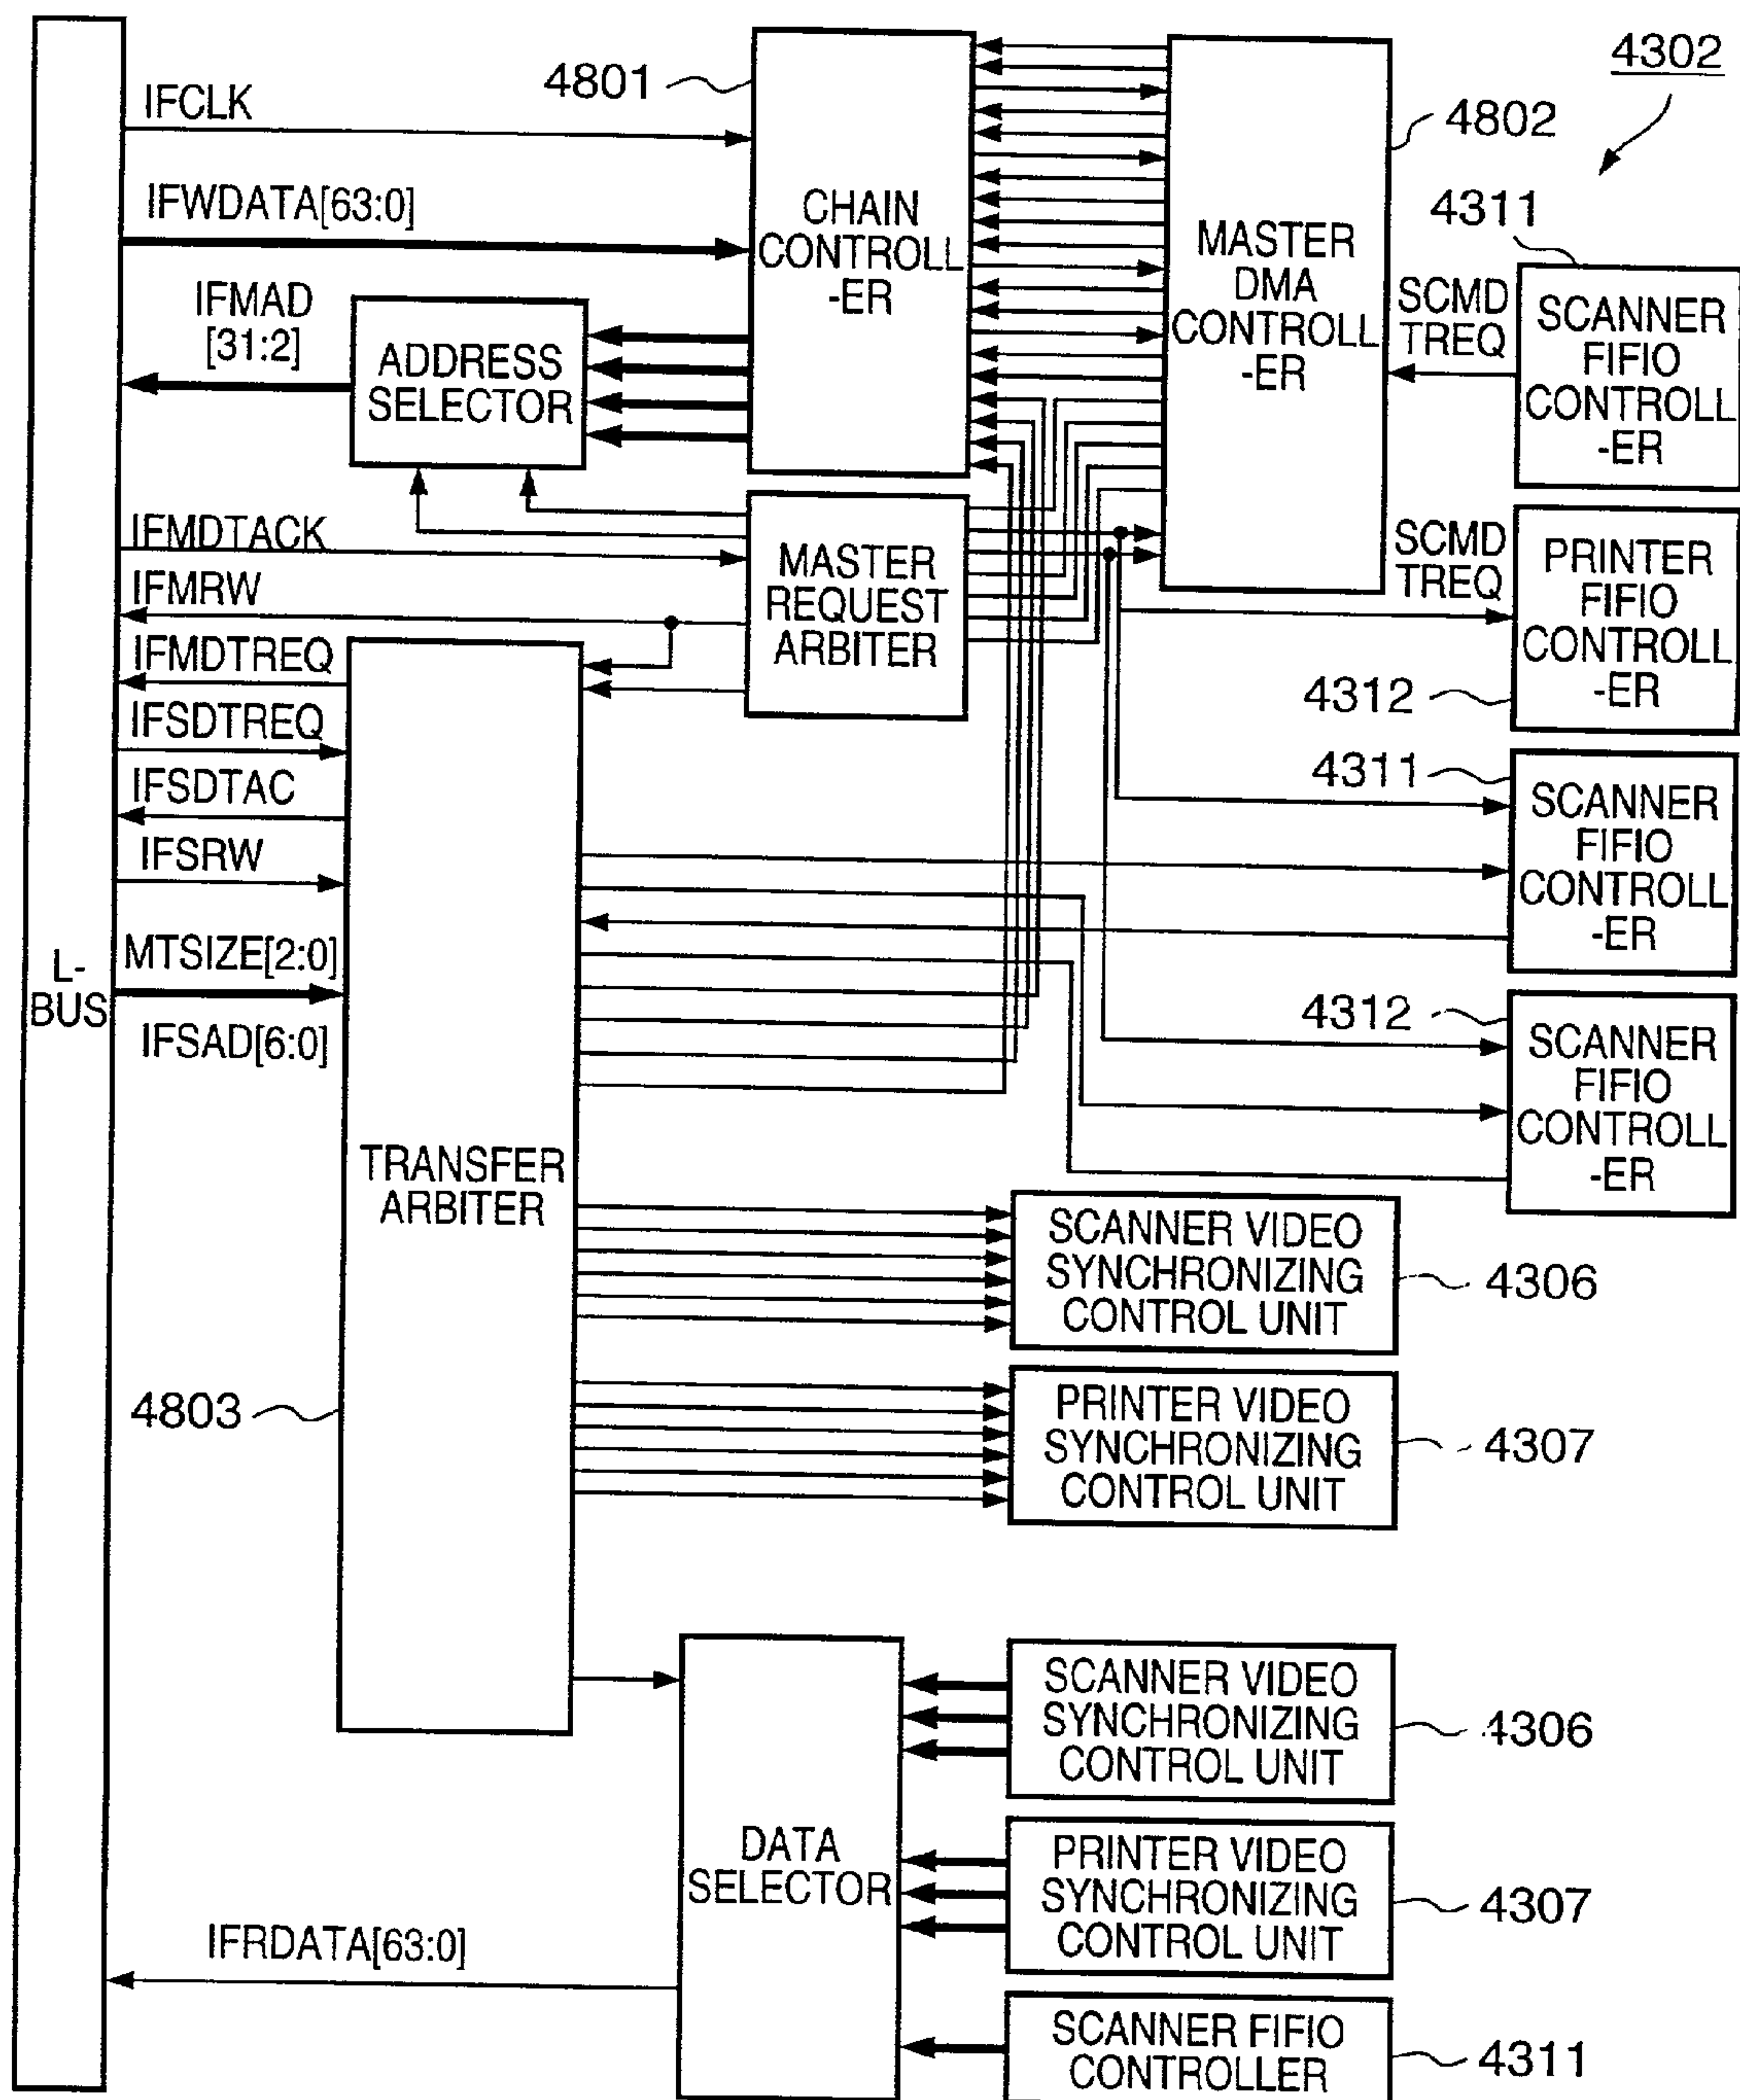 4302
4801
4802
IFCLK
IFWDATA[63:0]
CHAIN
CONTROLL
-ER
MASTER
DMA
CONTROLL
-ER
4311
SCMD
TREQ
SCANNER
FIFIO
CONTROLL
-ER
IFMAD
[31:2]
ADDRESS
SELECTOR
IFMDTACK
IFMRW
MASTER
REQUEST
ARBITER
SCMD
TREQ
PRINTER
FIFIO
CONTROLL
-ER
4312
IFMDTREQ
IFSDTREQ
IFSDTAC
IFSRW
4311
SCANNER
FIFIO
CONTROLL
-ER
L-
BUS
MTSIZE[2:0]
IFSAD[6:0]
4312
SCANNER
FIFIO
CONTROLL
-ER
TRANSFER
ARBITER
SCANNER VIDEO
SYNCHRONIZING
CONTROL UNIT
4306
4803
PRINTER VIDEO
SYNCHRONIZING
CONTROL UNIT
4307
SCANNER VIDEO
SYNCHRONIZING
CONTROL UNIT
4306
DATA
SELECTOR
PRINTER VIDEO
SYNCHRONIZING
CONTROL UNIT
4307
IFRDATA[63:0]
SCANNER FIFIO
CONTROLLER
4311